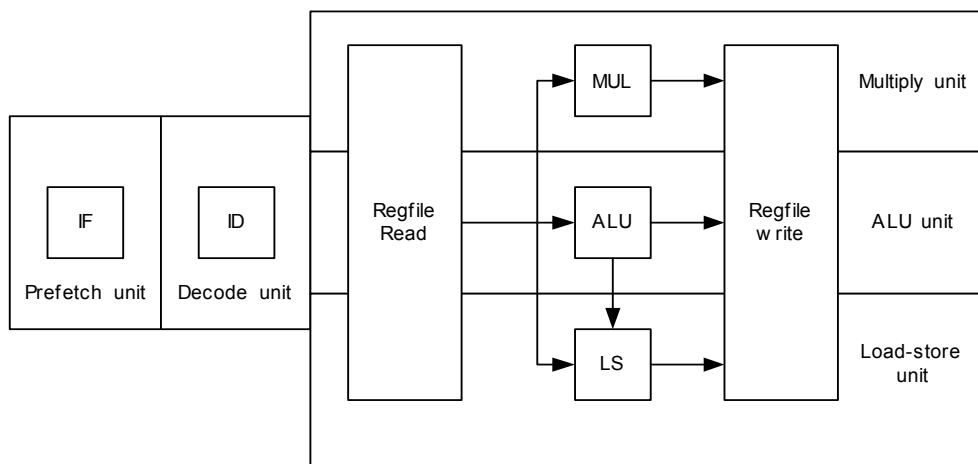 MUL
Multiply unit
IF
ID
Regfile
Read
ALU
Regfile
write
ALU unit
Prefetch unit
Decode unit
LS
Load-store
unit